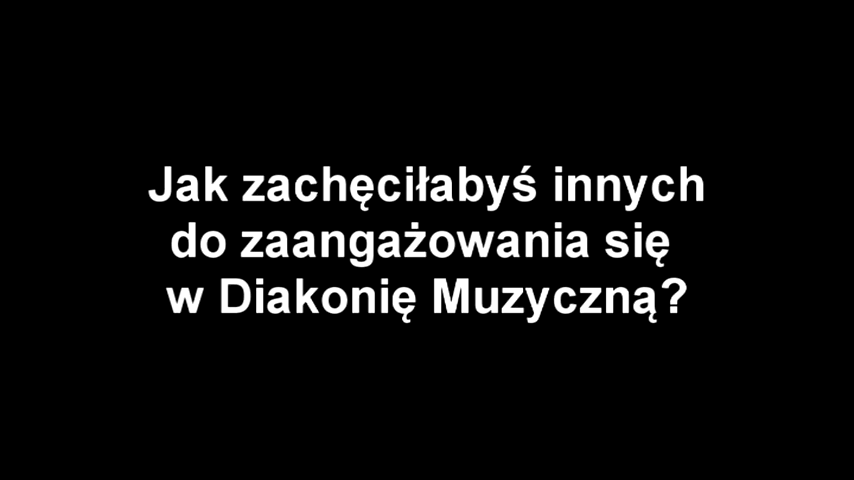 Jak zachęciłabyś innych
do zaangażowania się
w Diakonię Muzyczną?